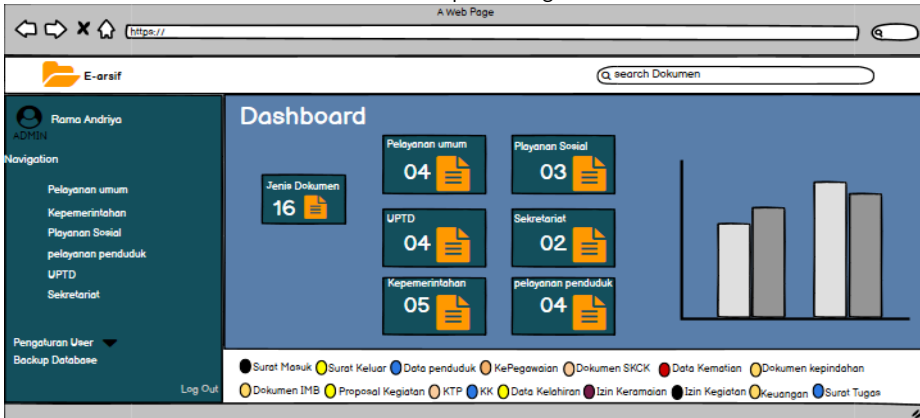 A Web Page
https://
E-arsif
search Dokumen
Rama Andriya
ADMIN
Navigation
Pelayanan umum
Kepemerintahan
Playanan Sosial
pelayanan penduduk
UPTD
Sekretariat
Pengaturan User
Backup Database
Log Out
Dashboard
Jenis Dokumen
16
Pelayanan umum
04
Playanan Sosial
03
UPTD
04
Sekretariat
02
Kepemerintahan
05
pelayanan penduduk
04
Surat Masuk Surat Keluar Data penduduk KePegawaian Dokumen SKCK Data Kematian Dokumen kepindahan
Dokumen IMB Proposal Kegiatan KTP KK Data Kelahiran Izin Keramaian Izin Kegiatan Keuangan Surat Tugas